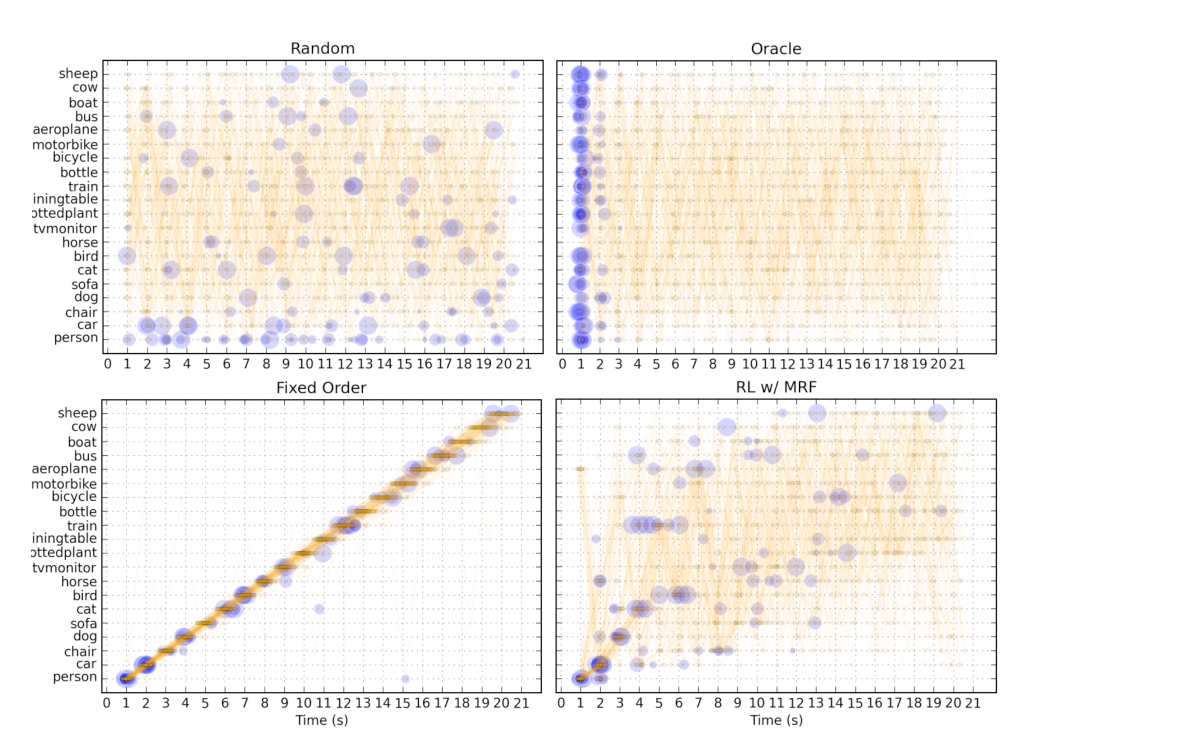 Random
Oracle
sheep
cow
boat
bus
aeroplane
motorbike
bicycle
bottle
train
iningtable
ottedplant
tvmonitor
horse
bird
cat
sofa
dog
chair
car
person
0 1 2 3 4 5 6 7 8 9 10 11 12 13 14 15 16 17 18 19 20 21
0 1 2 3 4 5 6 7 8 9 10 11 12 13 14 15 16 17 18 19 20 21
Fixed Order
RL w/ MRF
sheep
cow
boat
bus
aeroplane
motorbike
bicycle
bottle
train
iningtable
ottedplant
tvmonitor
horse
bird
cat
sofa
dog
chair
car
person
0 1 2 3 4 5 6 7 8 9 10 11 12 13 14 15 16 17 18 19 20 21
0 1 2 3 4 5 6 7 8 9 10 11 12 13 14 15 16 17 18 19 20 21
Time (s)
Time (s)